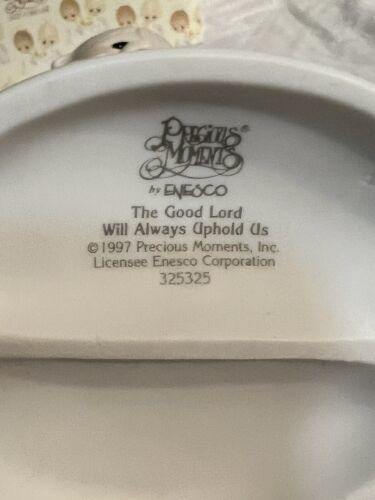 PRECIOUS
MOMENTS®
by ENESCO
The Good Lord
Will Always Uphold Us
©1997 Precious Moments, Inc.
Licensee Enesco Corporation
325325